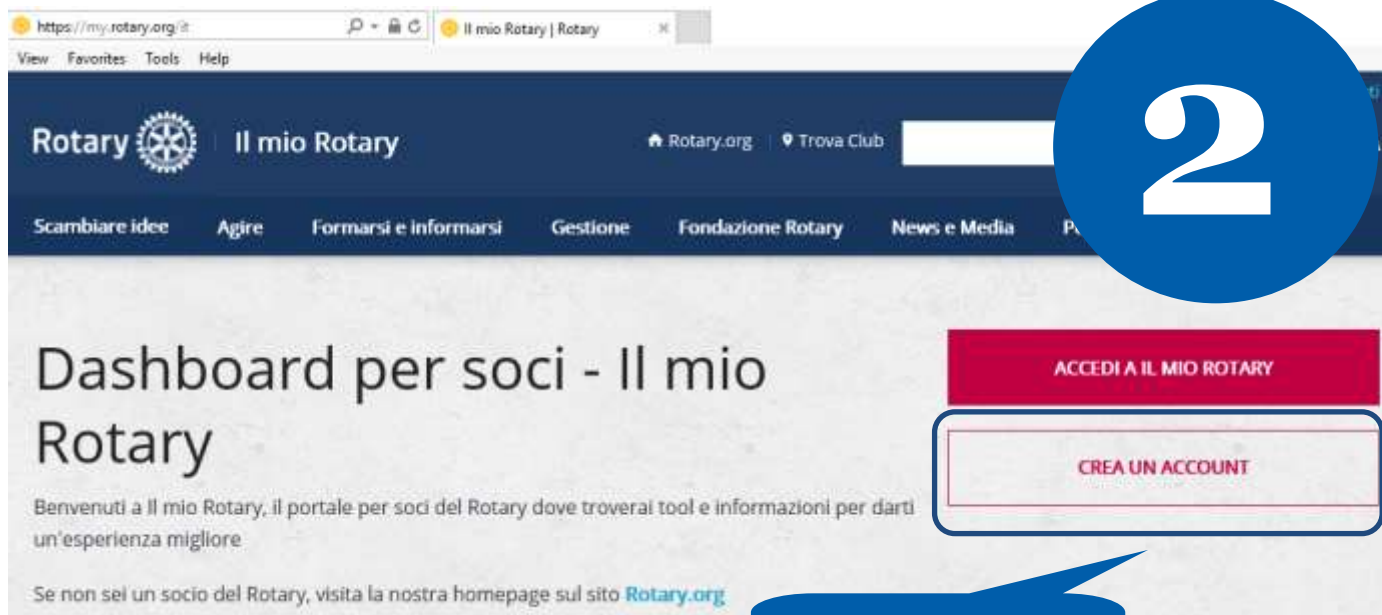 https://my.rotary.org/it
Il mio Rotary | Rotary
View Favorites Tools Help
2
Rotary
Il mio Rotary
Rotary.org
Trova Club
Scambiare idee Agire Formarsi e informarsi Gestione Fondazione Rotary News e Media
Dashboard per soci - Il mio
Rotary
ACCEDI A IL MIO ROTARY
CREA UN ACCOUNT
Benvenuti a Il mio Rotary, il portale per soci del Rotary dove troverai tool e informazioni per darti
un'esperienza migliore
Se non sei un socio del Rotary, visita la nostra homepage sul sito Rotary.org